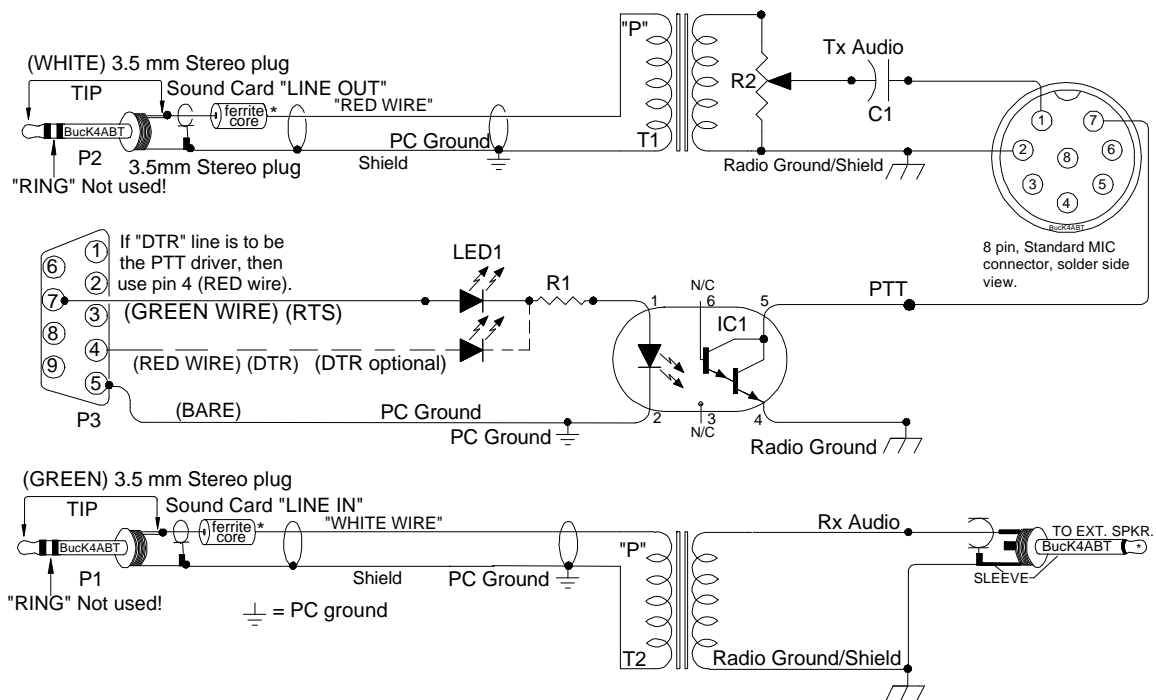 "P"
(WHITE) 3.5 mm Stereo plug
TIP
Sound Card "LINE OUT"
ferrite
core
*
"RED WIRE"
BucK4ABT
P2
3.5mm Stereo plug
"RING" Not used!
PC Ground
Shield
T1
R2
Tx Audio
C1
Radio Ground/Shield
1
7
2
8
6
3
5
4
BucK4ABT
8 pin, Standard MIC
connector, solder side
view.
If "DTR" line is to be
the PTT driver, then
use pin 4 (RED wire).
1
6
2
7
3
8
4
9
5
P3
(GREEN WIRE) (RTS)
(RED WIRE) (DTR)
(DTR optional)
(BARE)
PC Ground
PC Ground
LED1
R1
N/C
1
6
5
IC1
2
3
4
N/C
PTT
Radio Ground
(GREEN) 3.5 mm Stereo plug
TIP
Sound Card "LINE IN"
ferrite
core
*
"WHITE WIRE"
BucK4ABT
P1
"RING" Not used!
Shield
PC Ground
= PC ground
"P"
T2
Rx Audio
Radio Ground/Shield
TO EXT. SPKR.
BucK4ABT
*
SLEEVE